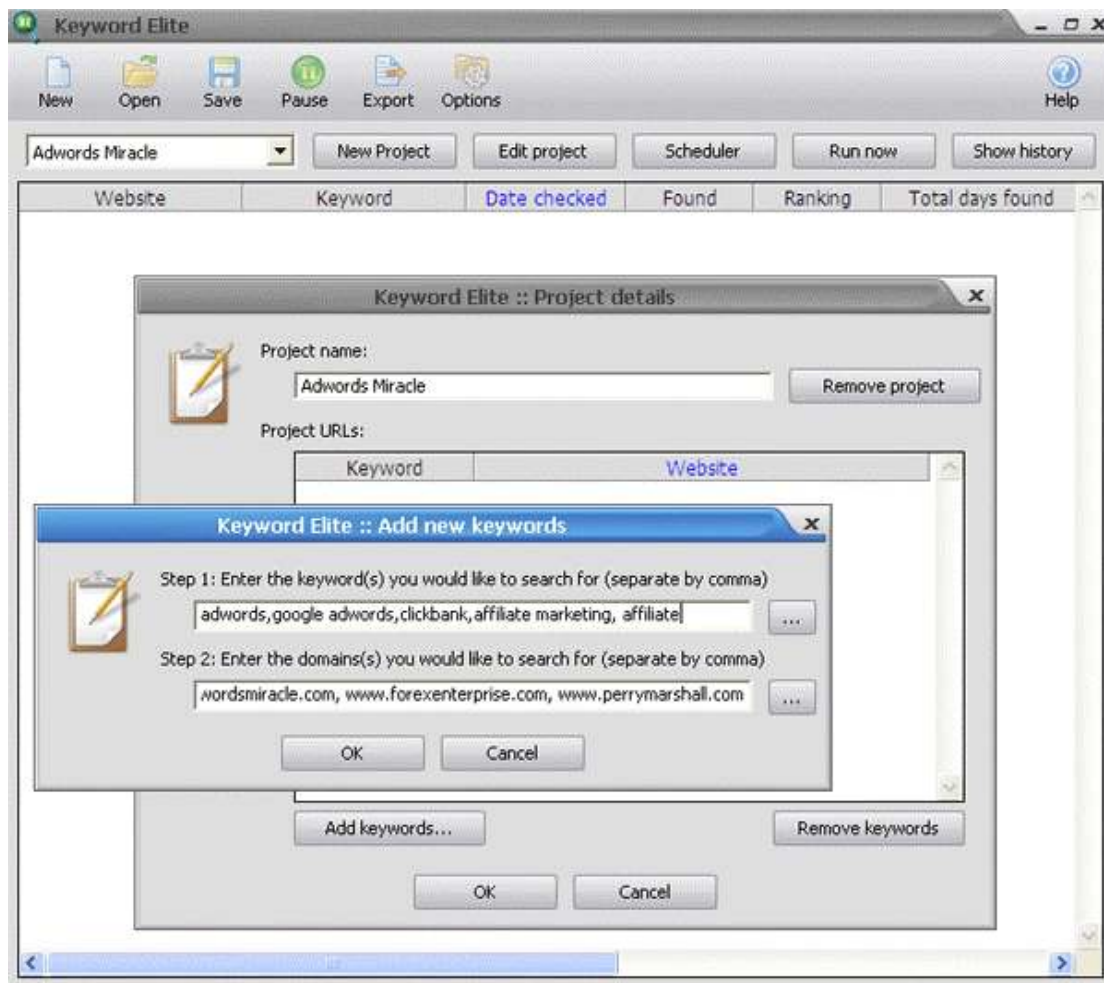 Keyword Elite
New Open Save Pause Export Options Help
Adwords Miracle New Project Edit project Scheduler Run now Show history
Website Keyword Date checked Found Ranking Total days found
Keyword Elite :: Project details
Project name:
Adwords Miracle Remove project
Project URLs:
Keyword Website
Keyword Elite :: Add new keywords
Step 1: Enter the keyword(s) you would like to search for (separate by comma)
adwords,google adwords,clickbank,affiliate marketing, affiliate
...
Step 2: Enter the domains(s) you would like to search for (separate by comma)
wordsmiracle.com, www.forexenterprise.com, www.perrymarshall.com
...
OK Cancel
Add keywords... Remove keywords
OK Cancel